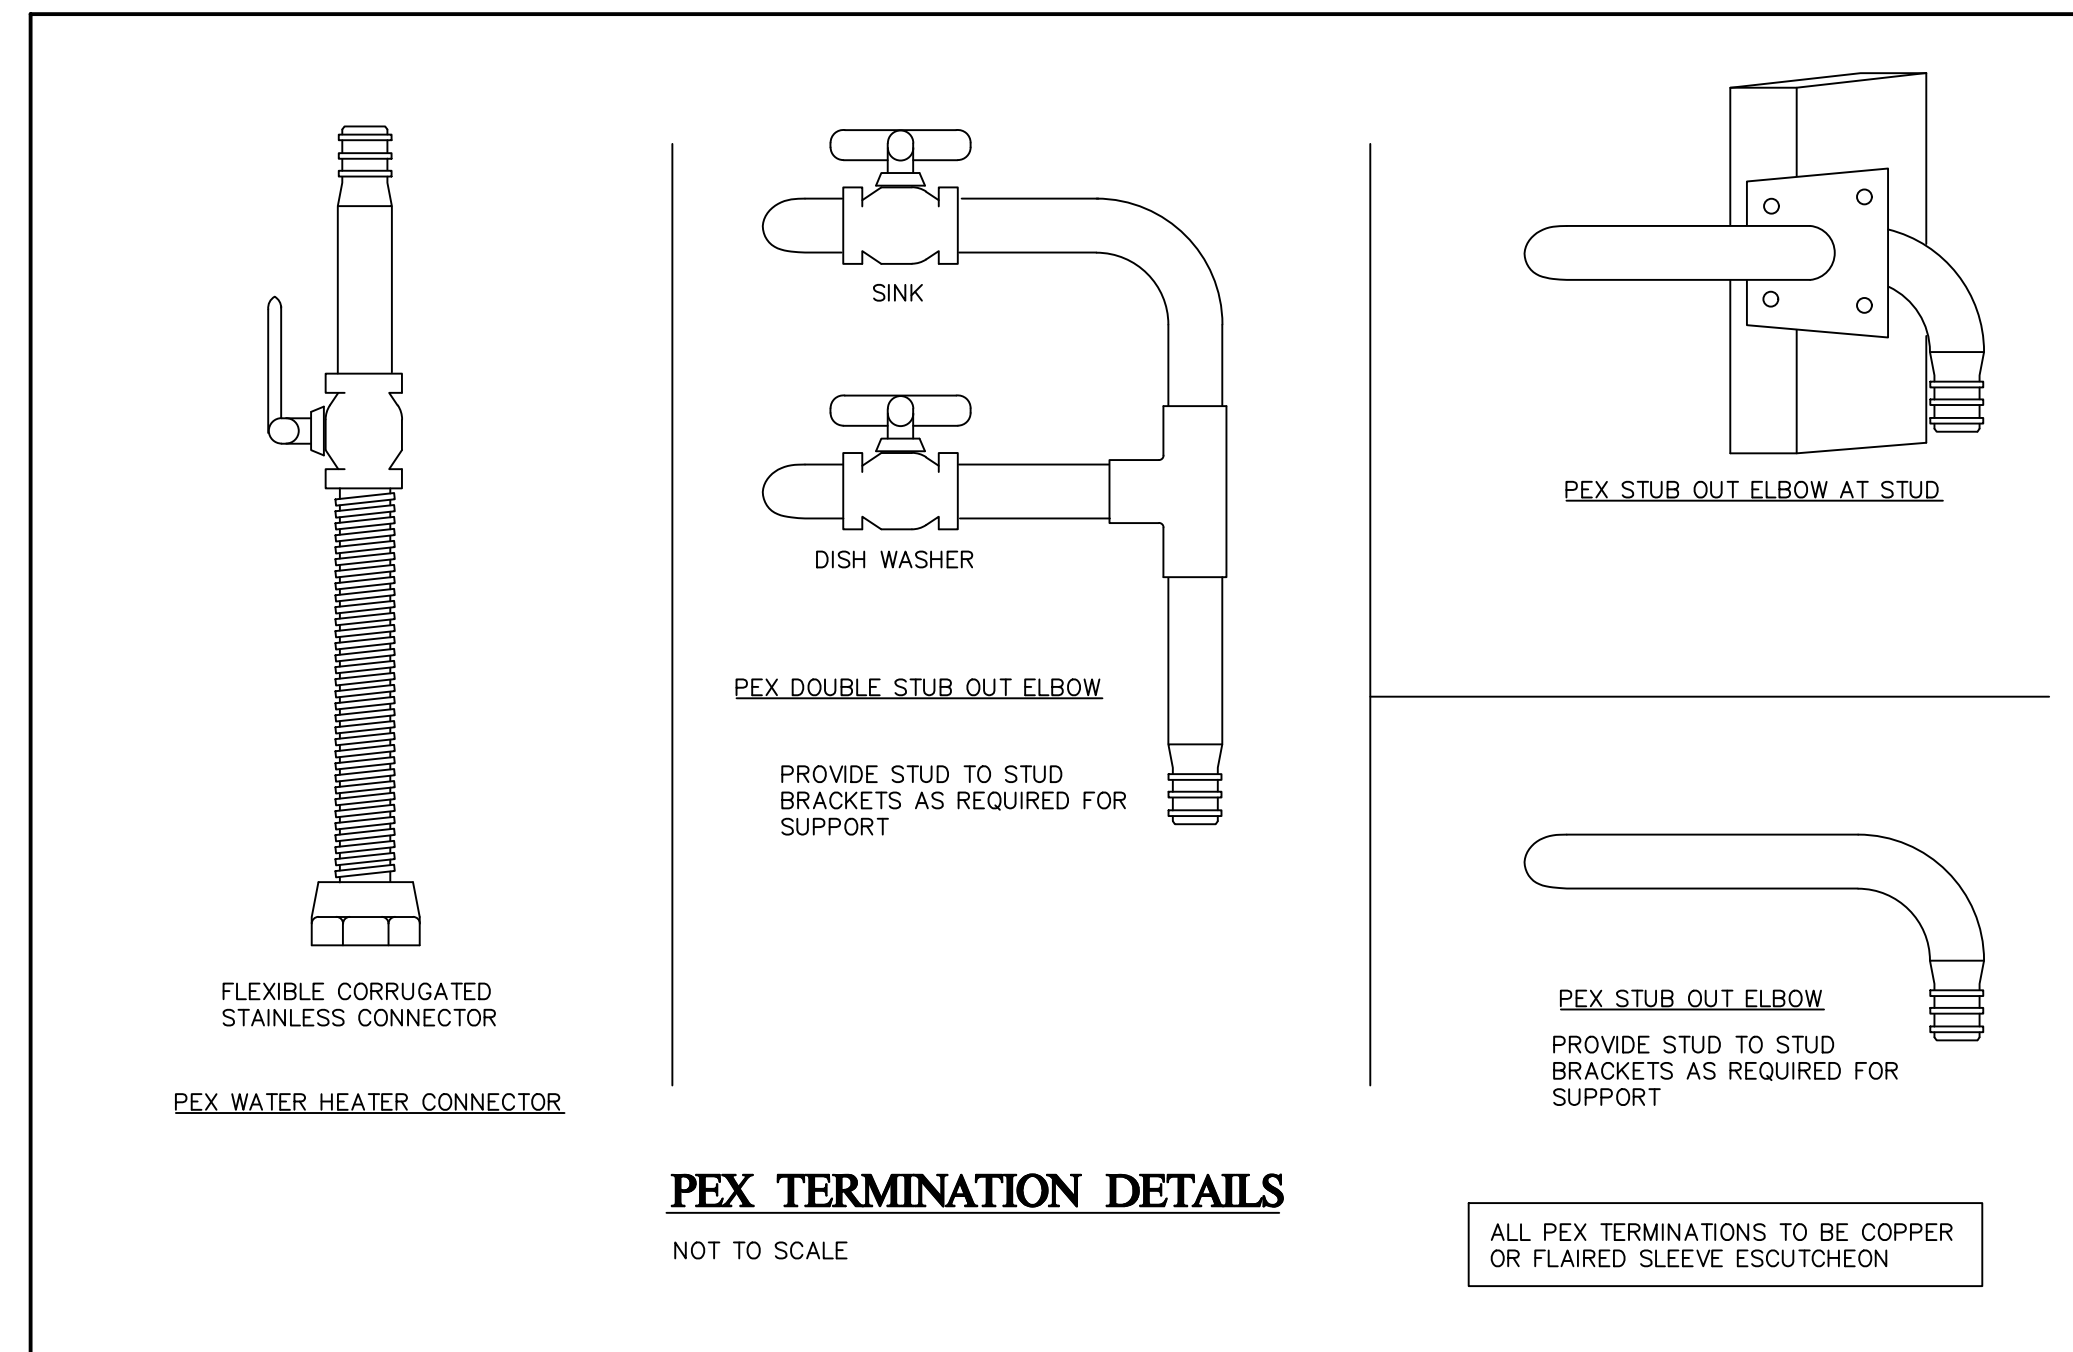 FLEXIBLE CORRUGATED
STAINLESS CONNECTOR
PEX WATER HEATER CONNECTOR
SINK
DISH WASHER
PEX DOUBLE STUB OUT ELBOW
PROVIDE STUD TO STUD
BRACKETS AS REQUIRED FOR
SUPPORT
PEX STUB OUT ELBOW AT STUD
PEX STUB OUT ELBOW
PROVIDE STUD TO STUD
BRACKETS AS REQUIRED FOR
SUPPORT
PEX TERMINATION DETAILS
NOT TO SCALE
ALL PEX TERMINATIONS TO BE COPPER
OR FLAIRED SLEEVE ESCUTCHEON